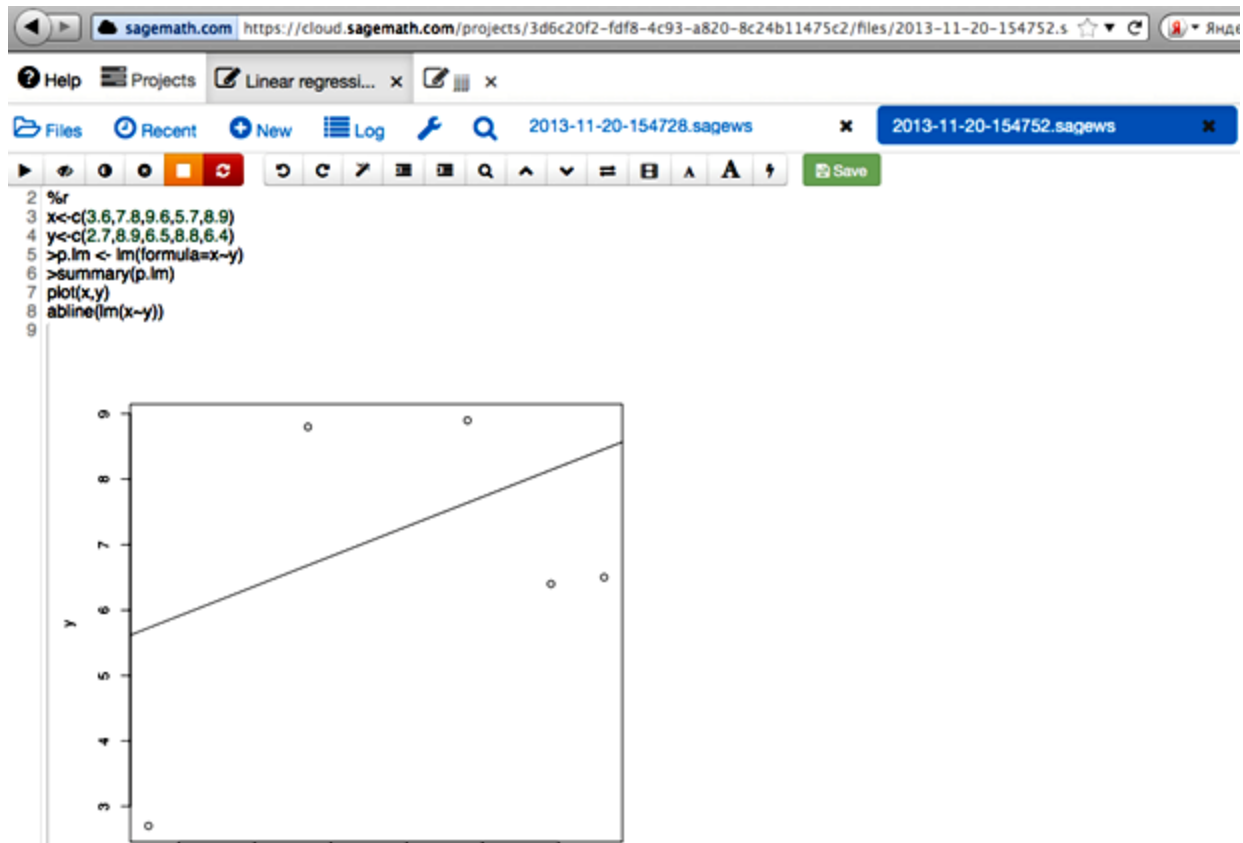 sagemath.com https://cloud.sagemath.com/projects/3d6c20f2-fdf8-4c93-a820-8c24b11475c2/files/2013-11-20-154752.s Янде
Help Projects Linear regressi... x jjjjj x
Files Recent New Log 2013-11-20-154728.sagews x 2013-11-20-154752.sagews x
A A Save
2 %r
3 x<-c(3.6,7.8,9.6,5.7,8.9)
4 y<-c(2.7,8.9,6.5,8.8,6.4)
5 >p.lm <- lm(formula=x~y)
6 >summary(p.lm)
7 plot(x,y)
8 abline(lm(x~y))
9
9
8
7
6
y
5
4
3